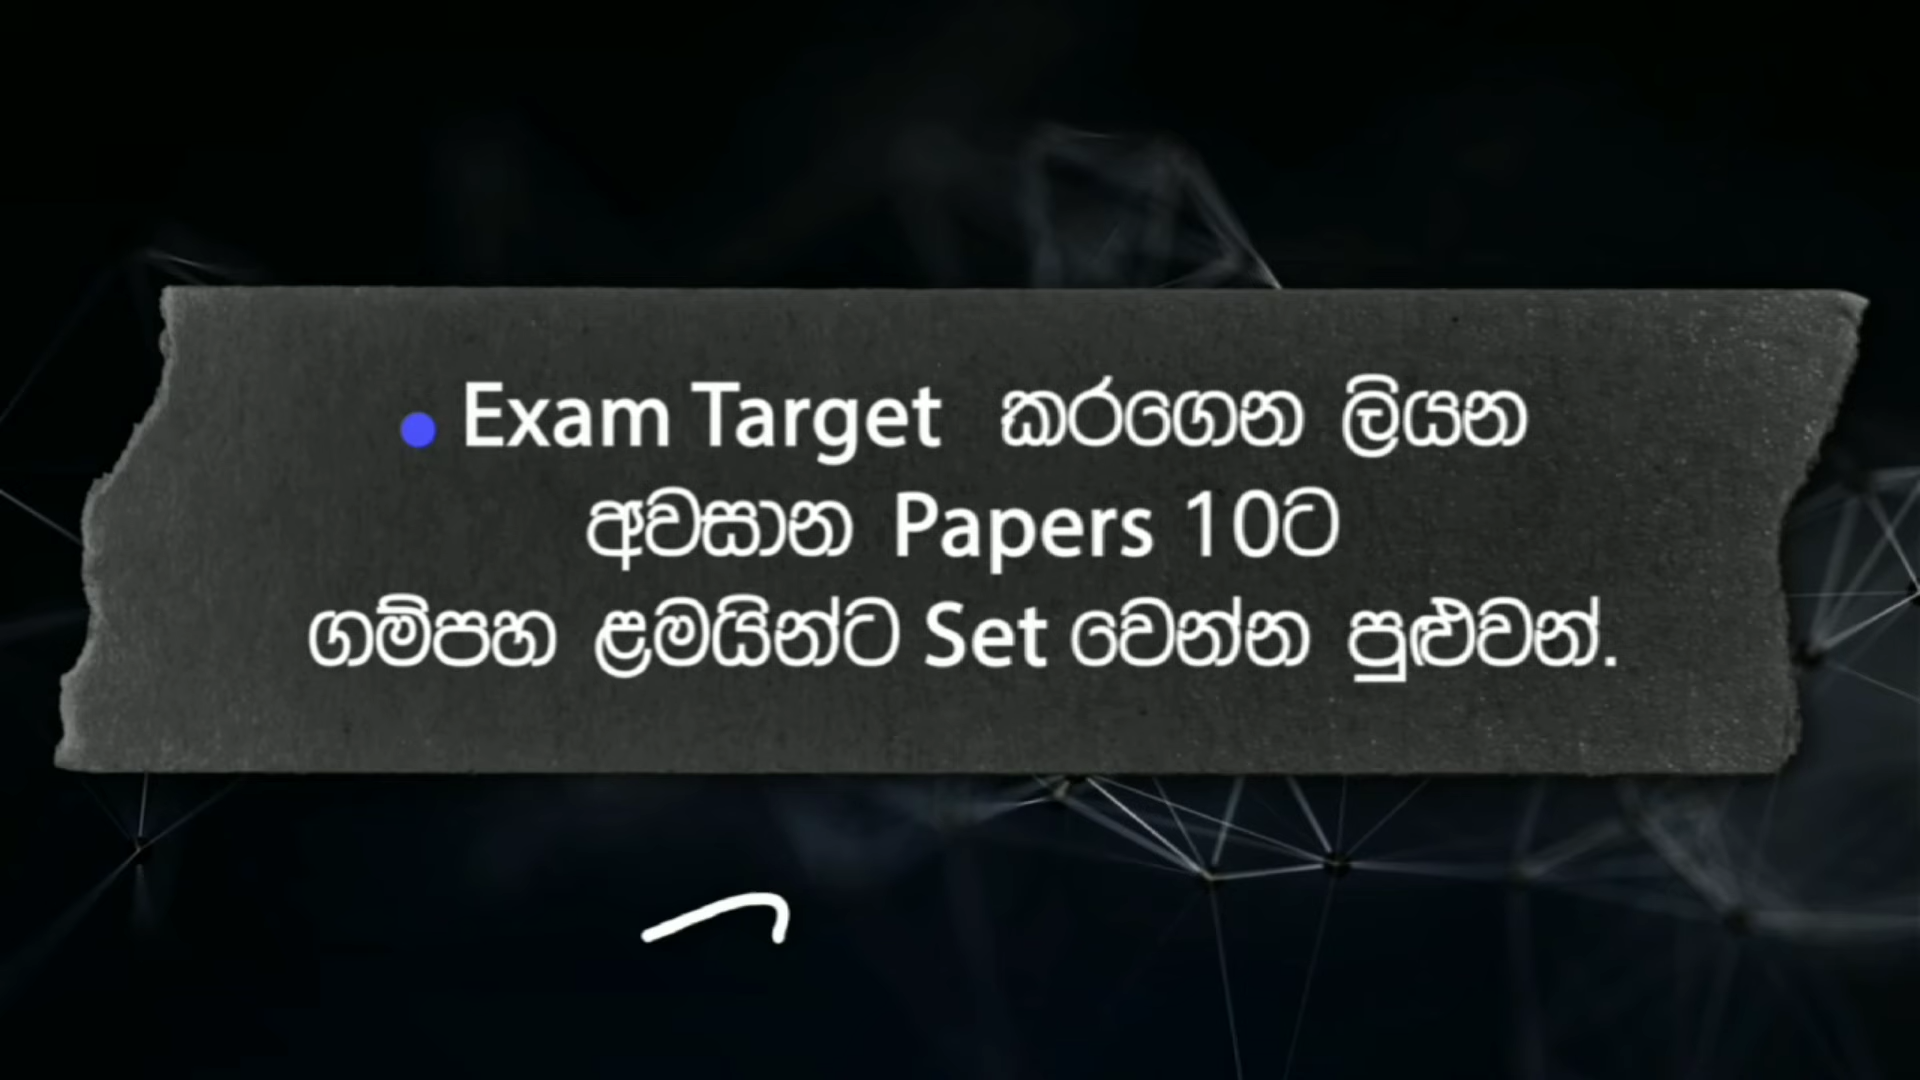 Exam Target කරගෙන ලියන
අවසාන Papers 10ට
ගම්පහ ළමයින්ට Set වෙන්න පුළුවන්.